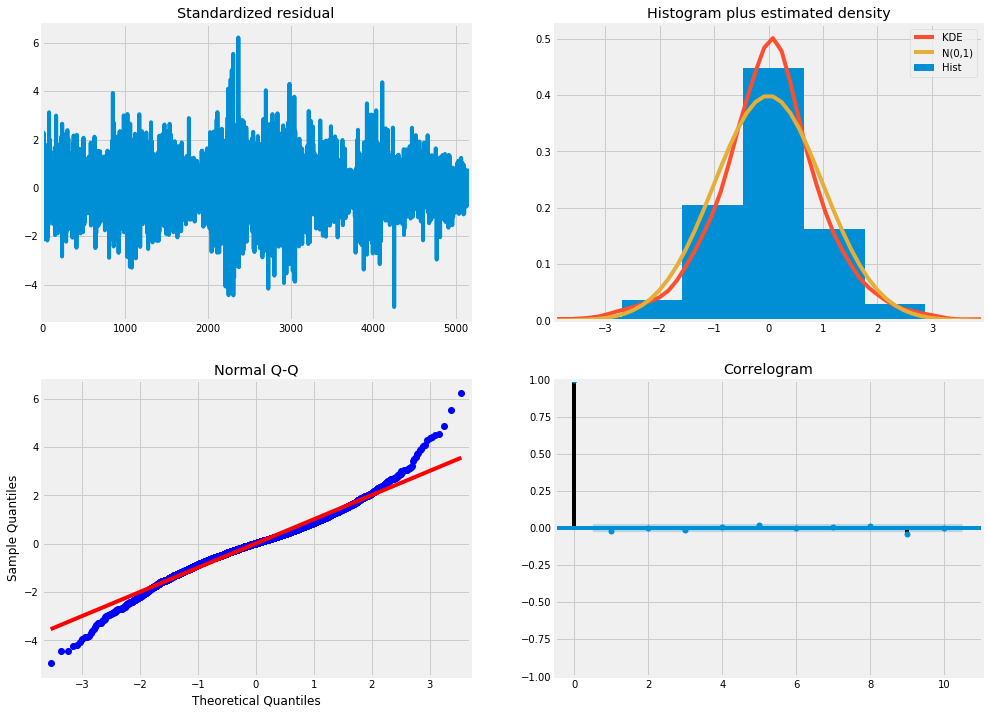 Standardized residual
6
4
2
0
−2
−4
0 1000 2000 3000 4000 5000
Histogram plus estimated density
0.5
0.4
0.3
0.2
0.1
0.0
−3 −2 −1 0 1 2 3
KDE
N(0,1)
Hist
Normal Q-Q
Sample Quantiles
6
4
2
0
−2
−4
−3 −2 −1 0 1 2 3
Theoretical Quantiles
Correlogram
1.00
0.75
0.50
0.25
0.00
−0.25
−0.50
−0.75
−1.00
0 2 4 6 8 10